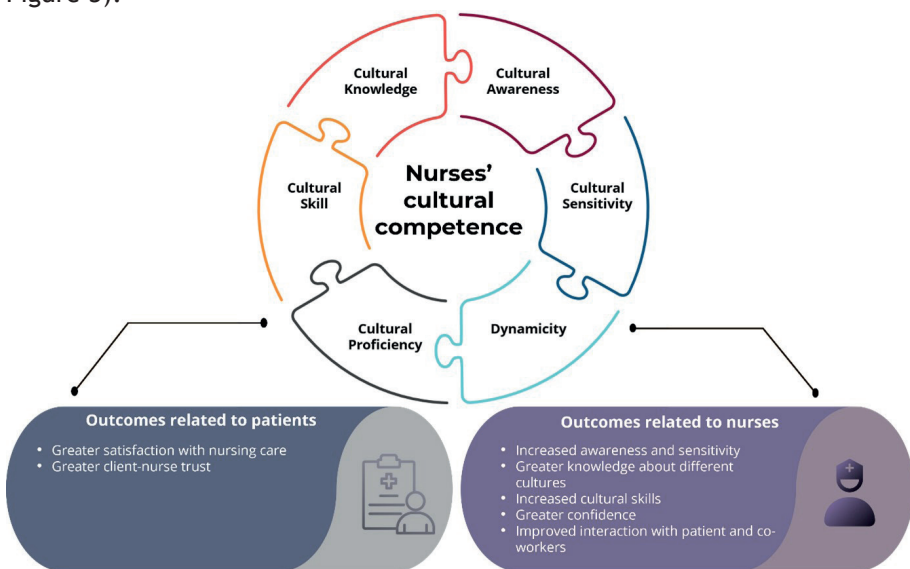 Figure 3).
Cultural
Knowledge
Cultural
Awareness
Cultural
Skill
Nurses’
cultural
competence
Cultural
Sensitivity
Cultural
Proficiency
Dynamicity
Outcomes related to patients
• Greater satisfaction with nursing care
• Greater client-nurse trust
Outcomes related to nurses
• Increased awareness and sensitivity
• Greater knowledge about different
cultures
• Increased cultural skills
• Greater confidence
• Improved interaction with patient and co-
workers